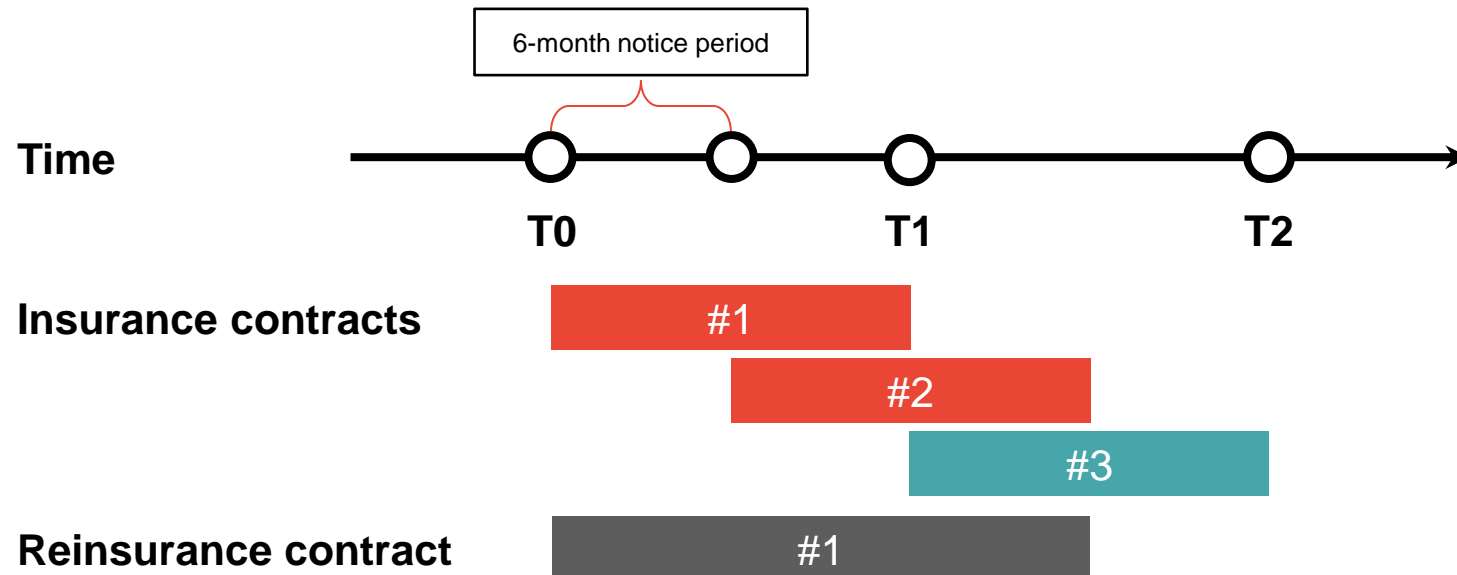 6-month notice period
Time
T0
T1
T2
Insurance contracts
#1
#2
#3
Reinsurance contract
#1